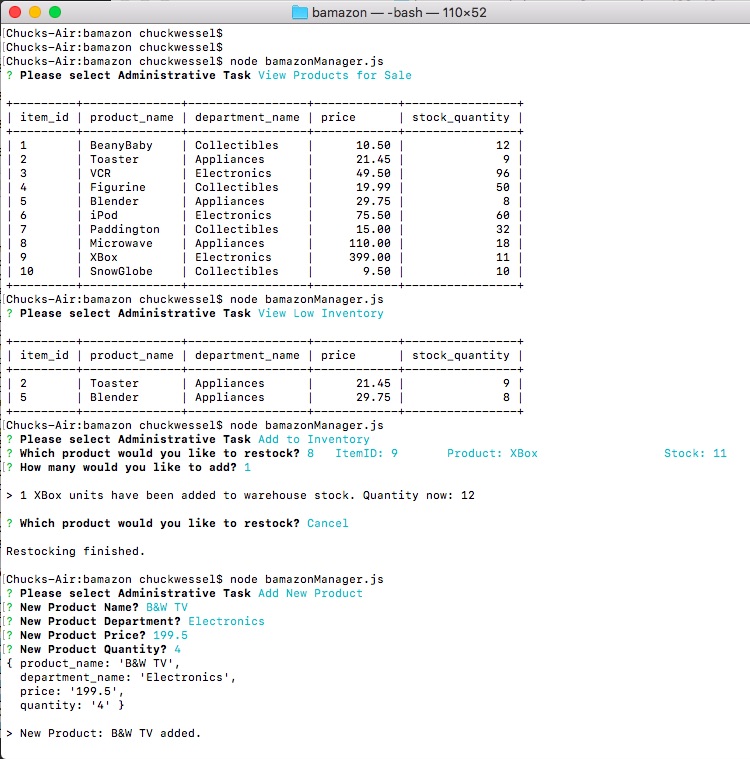 bamazon — -bash — 110×52
[Chucks-Air:bamazon chuckwessel$
[Chucks-Air:bamazon chuckwessel$
[Chucks-Air:bamazon chuckwessel$ node bamazonManager.js
? Please select Administrative Task View Products for Sale
+---------+--------------+-----------------+------------+----------------+
| item_id | product_name | department_name | price      | stock_quantity |
+---------+--------------+-----------------+------------+----------------+
| 1       | BeanyBaby    | Collectibles    |      10.50 |             12 |
| 2       | Toaster      | Appliances      |      21.45 |              9 |
| 3       | VCR          | Electronics     |      49.50 |             96 |
| 4       | Figurine     | Collectibles    |      19.99 |             50 |
| 5       | Blender      | Appliances      |      29.75 |              8 |
| 6       | iPod         | Electronics     |      75.50 |             60 |
| 7       | Paddington   | Collectibles    |      15.00 |             32 |
| 8       | Microwave    | Appliances      |     110.00 |             18 |
| 9       | XBox         | Electronics     |     399.00 |             11 |
| 10      | SnowGlobe    | Collectibles    |       9.50 |             10 |
+---------+--------------+-----------------+------------+----------------+
[Chucks-Air:bamazon chuckwessel$ node bamazonManager.js
? Please select Administrative Task View Low Inventory
+---------+--------------+-----------------+------------+----------------+
| item_id | product_name | department_name | price      | stock_quantity |
+---------+--------------+-----------------+------------+----------------+
| 2       | Toaster      | Appliances      |      21.45 |              9 |
| 5       | Blender      | Appliances      |      29.75 |              8 |
+---------+--------------+-----------------+------------+----------------+
[Chucks-Air:bamazon chuckwessel$ node bamazonManager.js
? Please select Administrative Task Add to Inventory
? Which product would you like to restock? 8   ItemID: 9       Product: XBox                  Stock: 11
[? How many would you like to add? 1
> 1 XBox units have been added to warehouse stock. Quantity now: 12
? Which product would you like to restock? Cancel
Restocking finished.
[Chucks-Air:bamazon chuckwessel$ node bamazonManager.js
? Please select Administrative Task Add New Product
[? New Product Name? B&W TV
[? New Product Department? Electronics
[? New Product Price? 199.5
[? New Product Quantity? 4
{ product_name: 'B&W TV',
  department_name: 'Electronics',
  price: '199.5',
  quantity: '4' }
> New Product: B&W TV added.